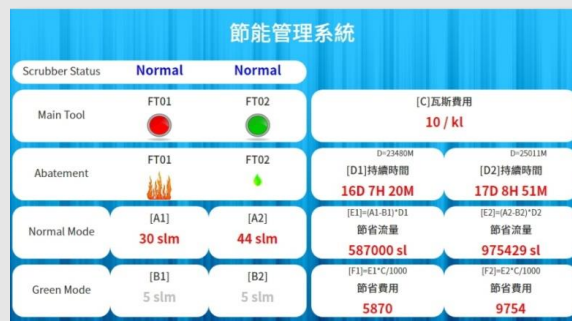 節能管理系統
Scrubber Status Normal Normal
Main Tool FT01 FT02
[C]瓦斯費用
10 / kl
Abatement FT01 FT02
D=23480M
[D1]持續時間
16D 7H 20M
D=25011M
[D2]持續時間
17D 8H 51M
Normal Mode
[A1]
30 slm
[A2]
44 slm
[E1]=(A1-B1)*D1
節省流量
587000 sl
[E2]=(A2-B2)*D2
節省流量
975429 sl
Green Mode
[B1]
5 slm
[B2]
5 slm
[F1]=E1*C/1000
節省費用
5870
[F2]=E2*C/1000
節省費用
9754